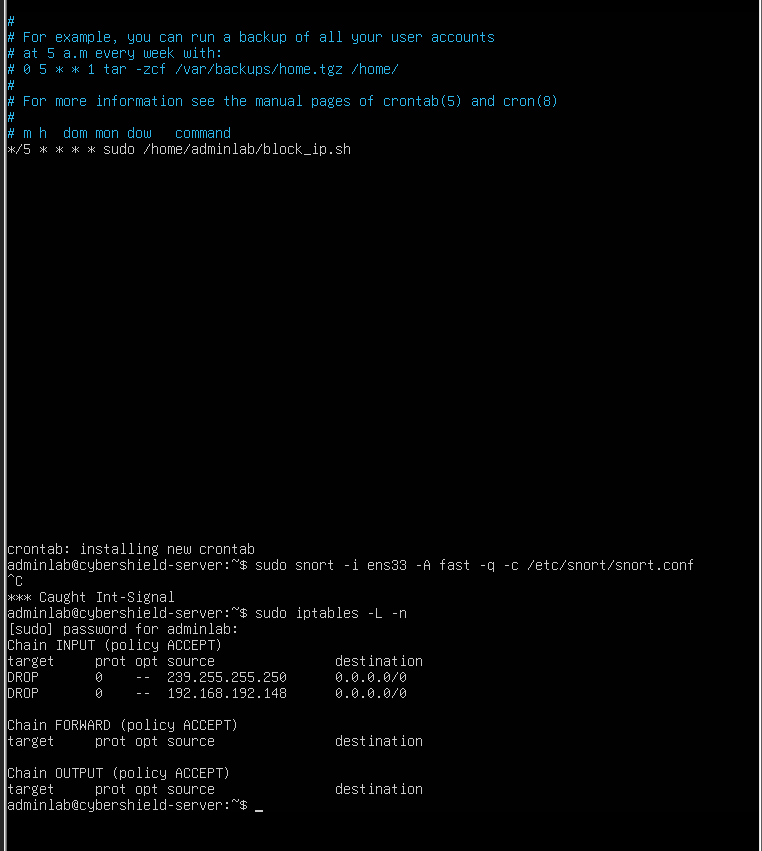 #
# For example, you can run a backup of all your user accounts
# at 5 a.m every week with:
# 0 5 * * 1 tar -zcf /var/backups/home.tgz /home/
#
# For more information see the manual pages of crontab(5) and cron(8)
#
# m h  dom mon dow   command
*/5 * * * * sudo /home/adminlab/block_ip.sh
crontab: installing new crontab
adminlab@cybershield-server:~$ sudo snort -i ens33 -A fast -q -c /etc/snort/snort.conf
^C
*** Caught Int-Signal
adminlab@cybershield-server:~$ sudo iptables -L -n
[sudo] password for adminlab:
Chain INPUT (policy ACCEPT)
target     prot opt source               destination
DROP       0    --  239.255.255.250      0.0.0.0/0
DROP       0    --  192.168.192.148      0.0.0.0/0
Chain FORWARD (policy ACCEPT)
target     prot opt source               destination
Chain OUTPUT (policy ACCEPT)
target     prot opt source               destination
adminlab@cybershield-server:~$ _